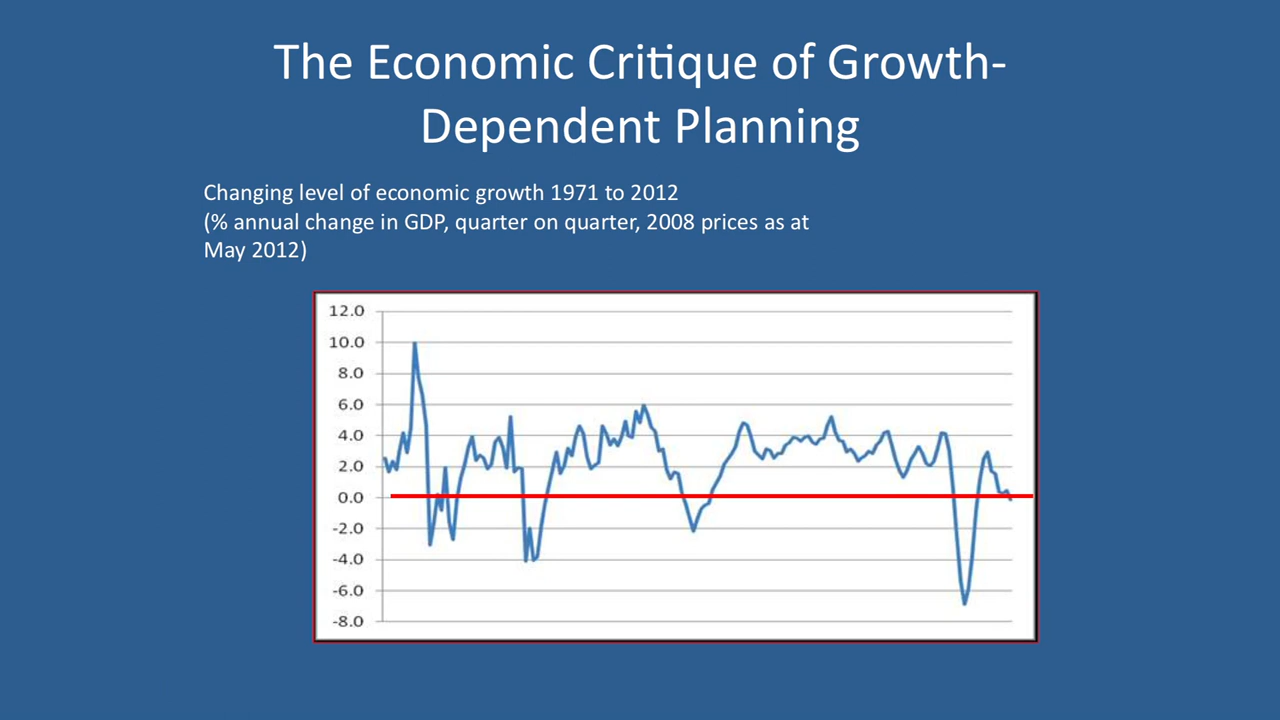 The Economic Critique of Growth-
Dependent Planning
Changing level of economic growth 1971 to 2012
(% annual change in GDP, quarter on quarter, 2008 prices as at
May 2012)
12.0
10.0
8.0
6.0
4.0
2.0
0.0
-2.0
-4.0
-6.0
-8.0